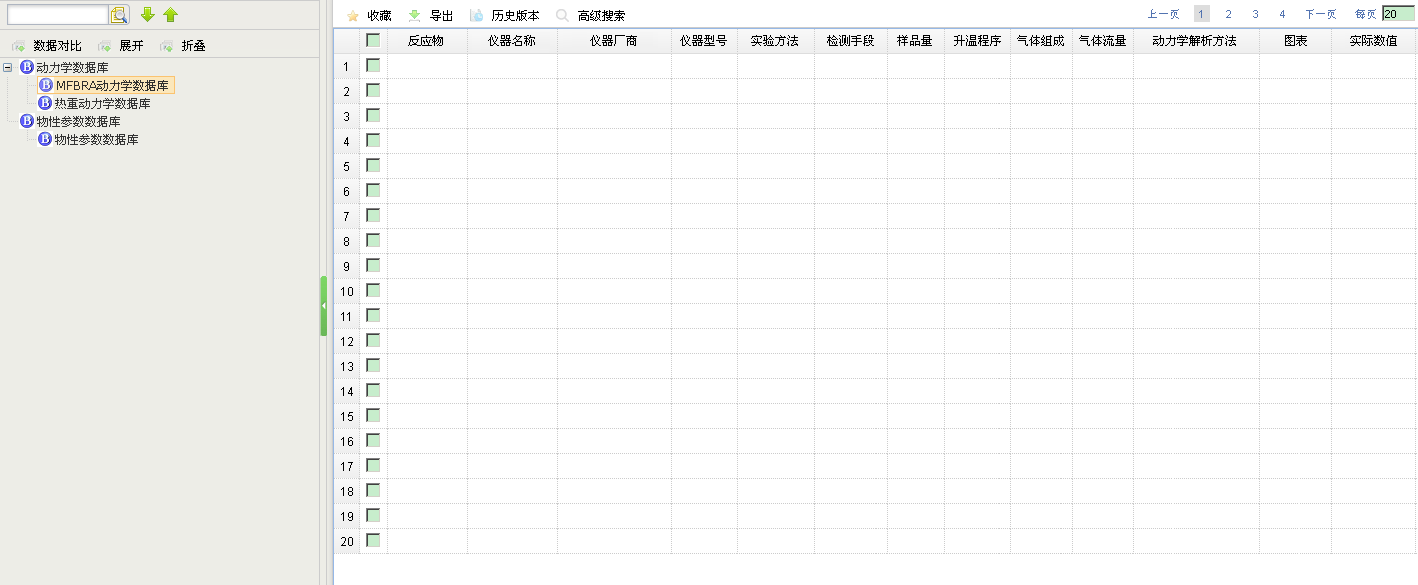 数据对比 展开 折叠
动力学数据库
MFBRA动力学数据库
热重动力学数据库
物性参数数据库
物性参数数据库
收藏 导出 历史版本 高级搜索 上一页 1 2 3 4 下一页 每页 20
反应物 仪器名称 仪器厂商 仪器型号 实验方法 检测手段 样品量 升温程序 气体组成 气体流量 动力学解析方法 图表 实际数值
1
2
3
4
5
6
7
8
9
10
11
12
13
14
15
16
17
18
19
20